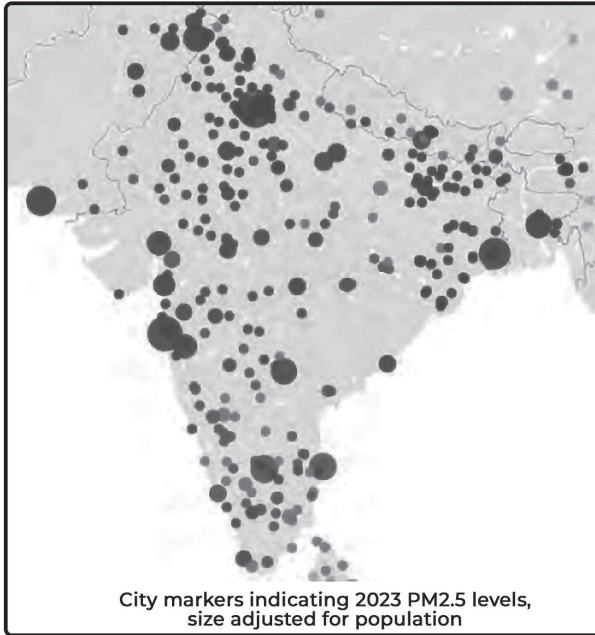 City markers indicating 2023 PM2.5 levels,
size adjusted for population